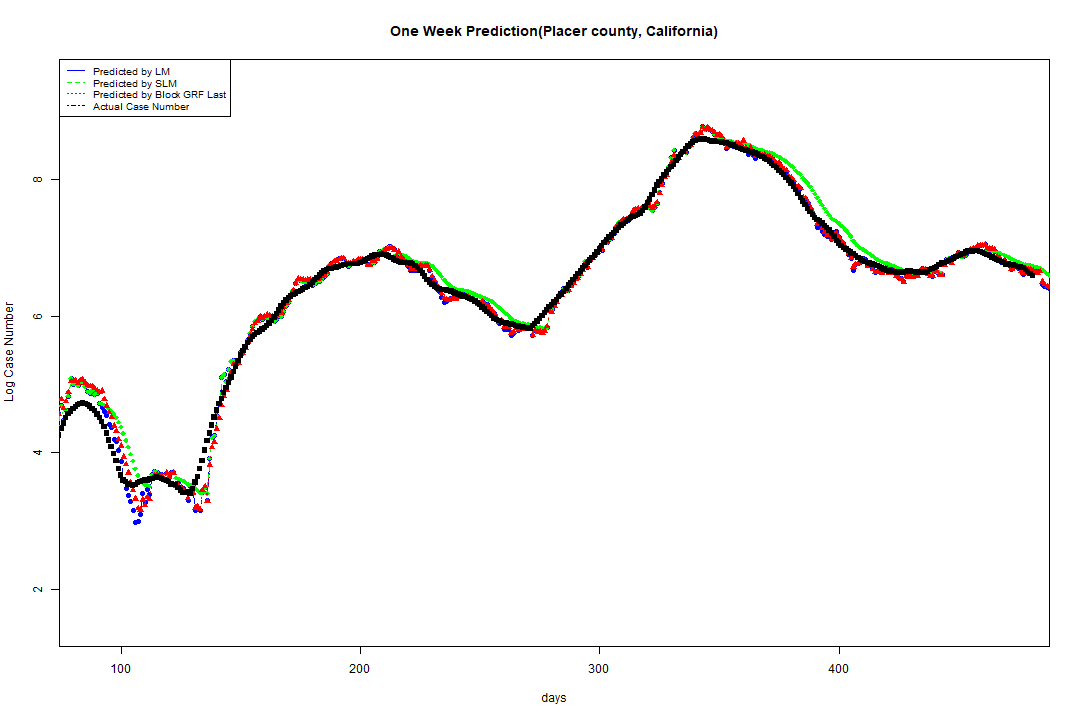 One Week Prediction(Placer county, California)
Predicted by LM
Predicted by SLM
Predicted by Block GRF Last
Actual Case Number
8
6
4
2
Log Case Number
100 200 300 400
days